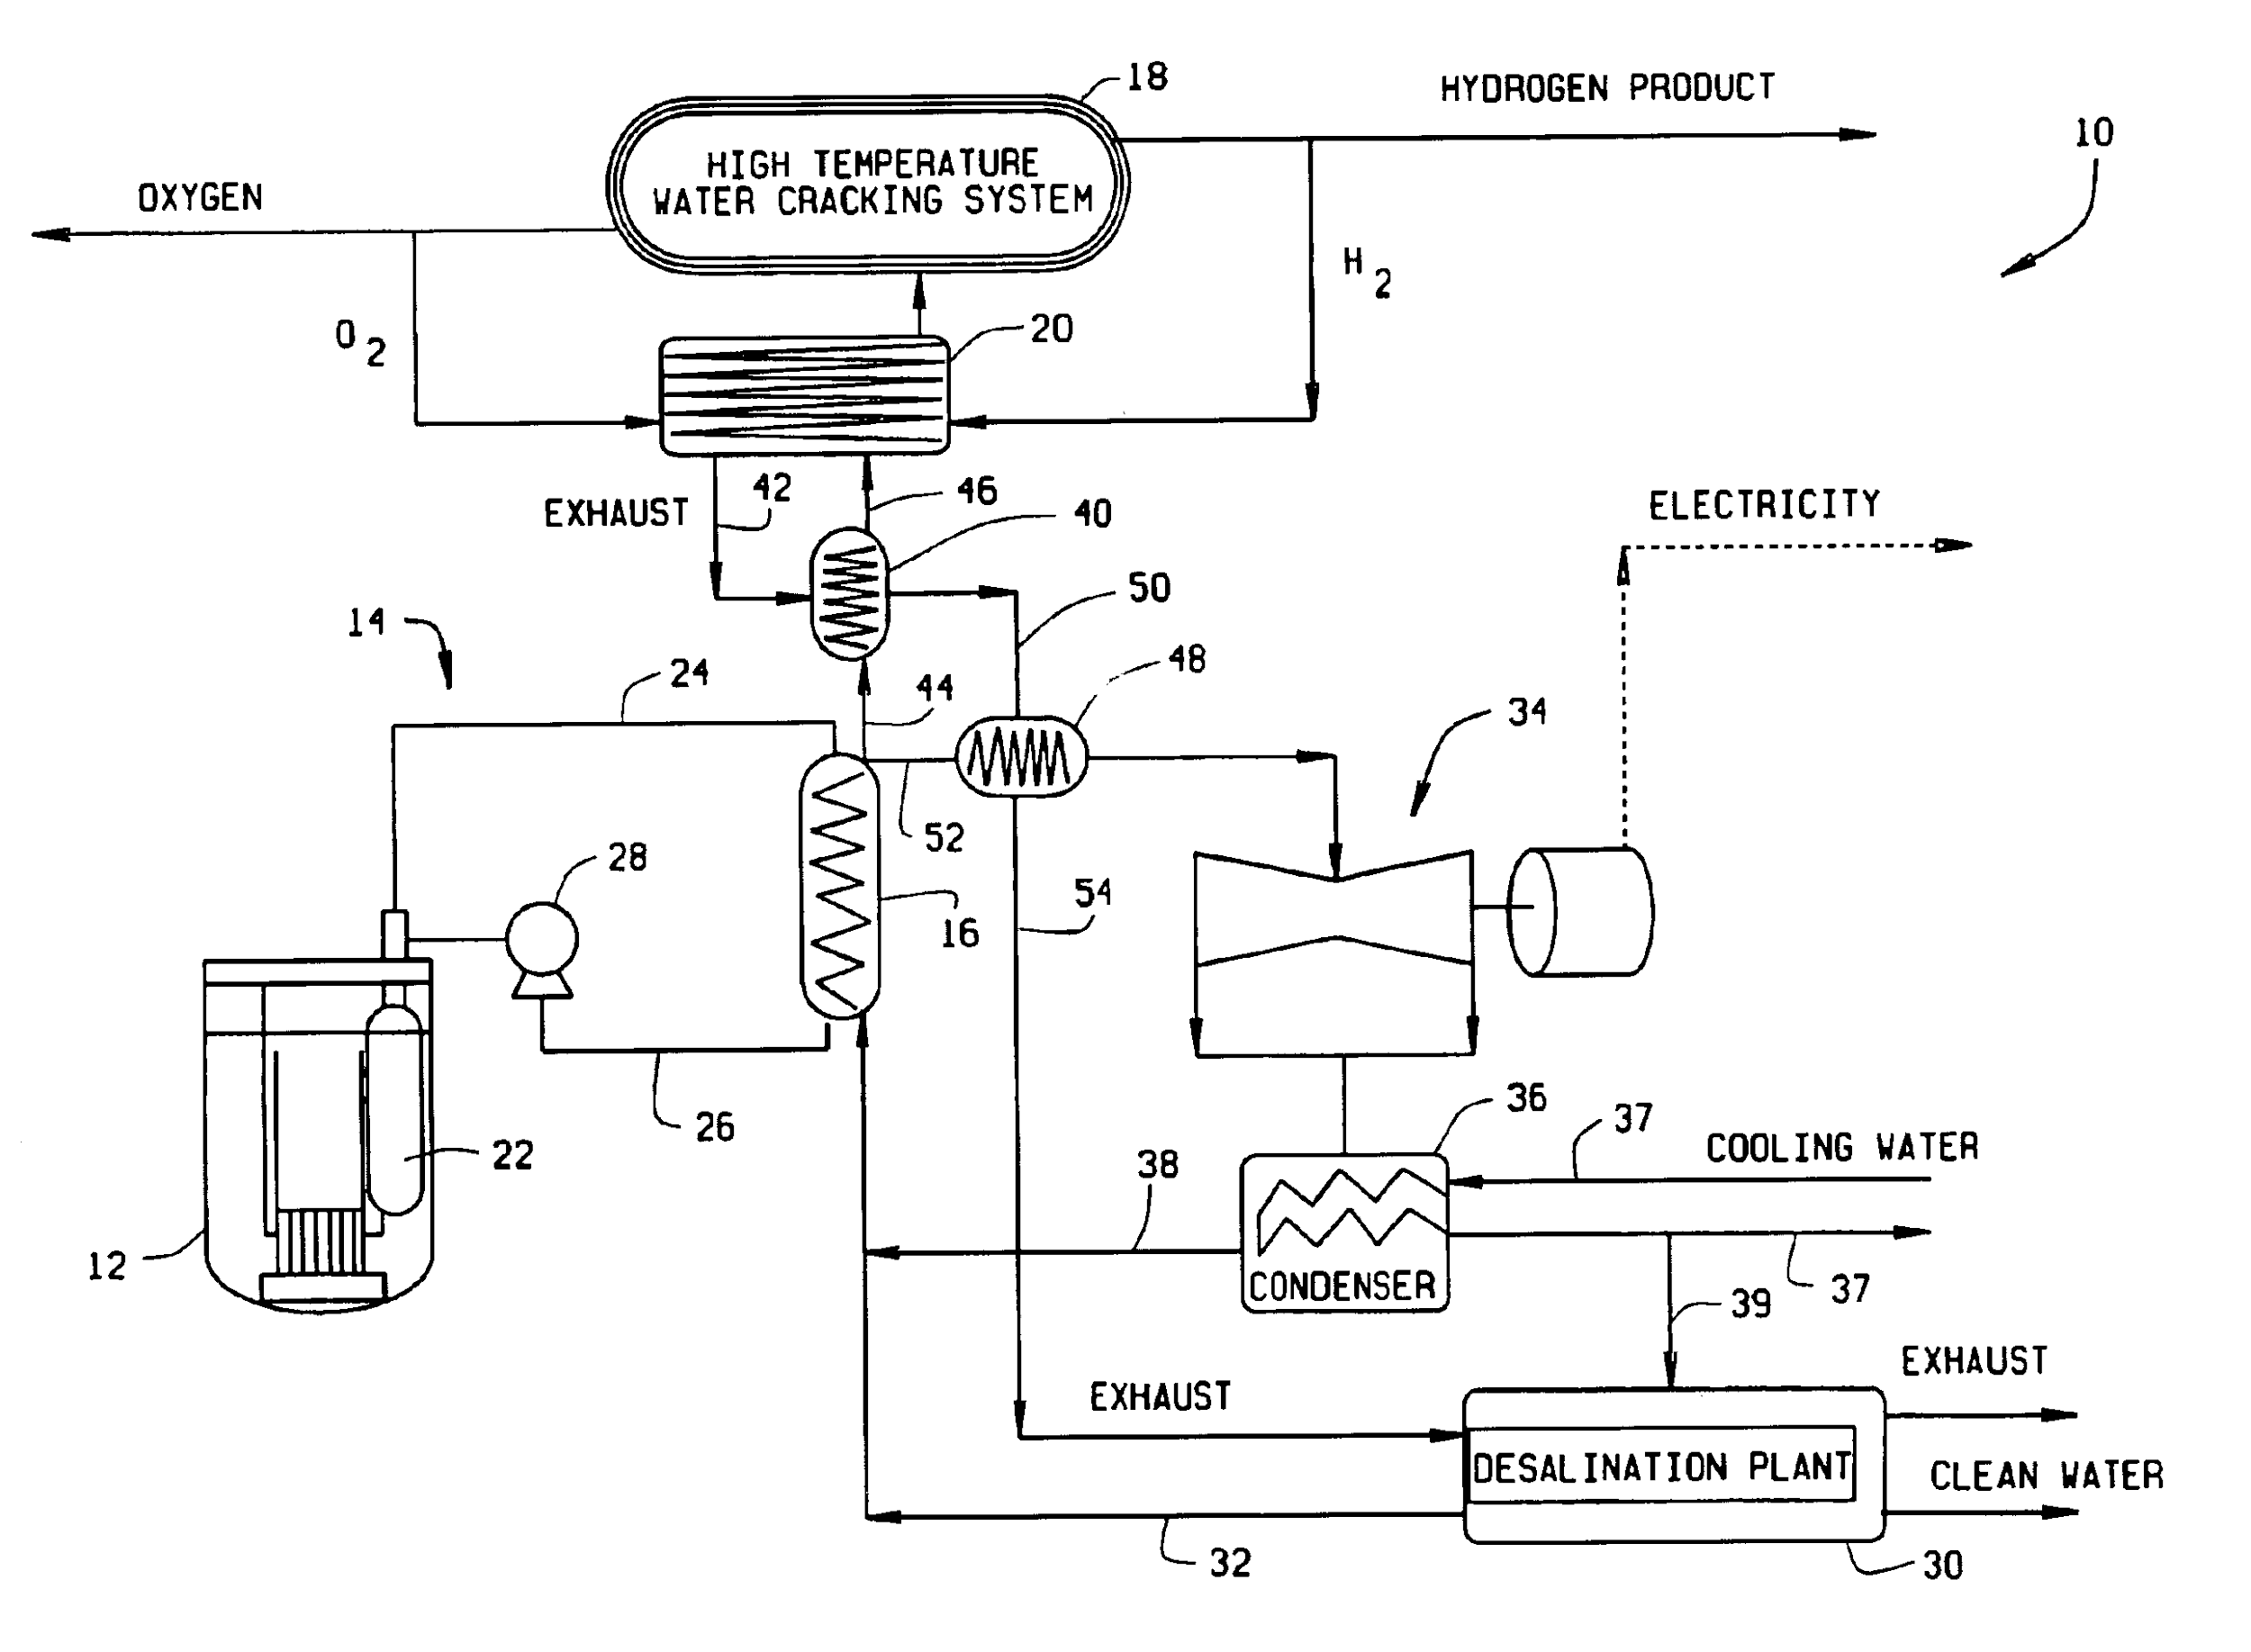 18
HYDROGEN PRODUCT
10
HIGH TEMPERATURE
WATER CRACKING SYSTEM
OXYGEN
H2
O2
20
42
46
EXHAUST
40
ELECTRICITY
50
14
24
44
48
34
52
28
54
16
36
37
26
COOLING WATER
22
38
12
CONDENSER
37
39
EXHAUST
EXHAUST
DESALINATION PLANT
CLEAN WATER
32
30